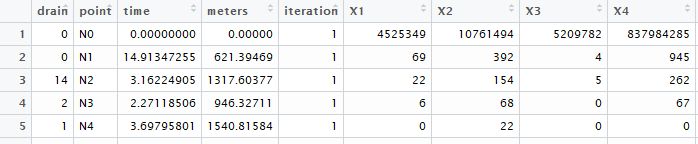 drain point time meters iteration X1 X2 X3 X4
1 0 N0 0.00000000 0.00000 1 4525349 10761494 5209782 837984285
2 0 N1 14.91347255 621.39469 1 69 392 4 945
3 14 N2 3.16224905 1317.60377 1 22 154 5 262
4 2 N3 2.27118506 946.32711 1 6 68 0 67
5 1 N4 3.69795801 1540.81584 1 0 22 0 0